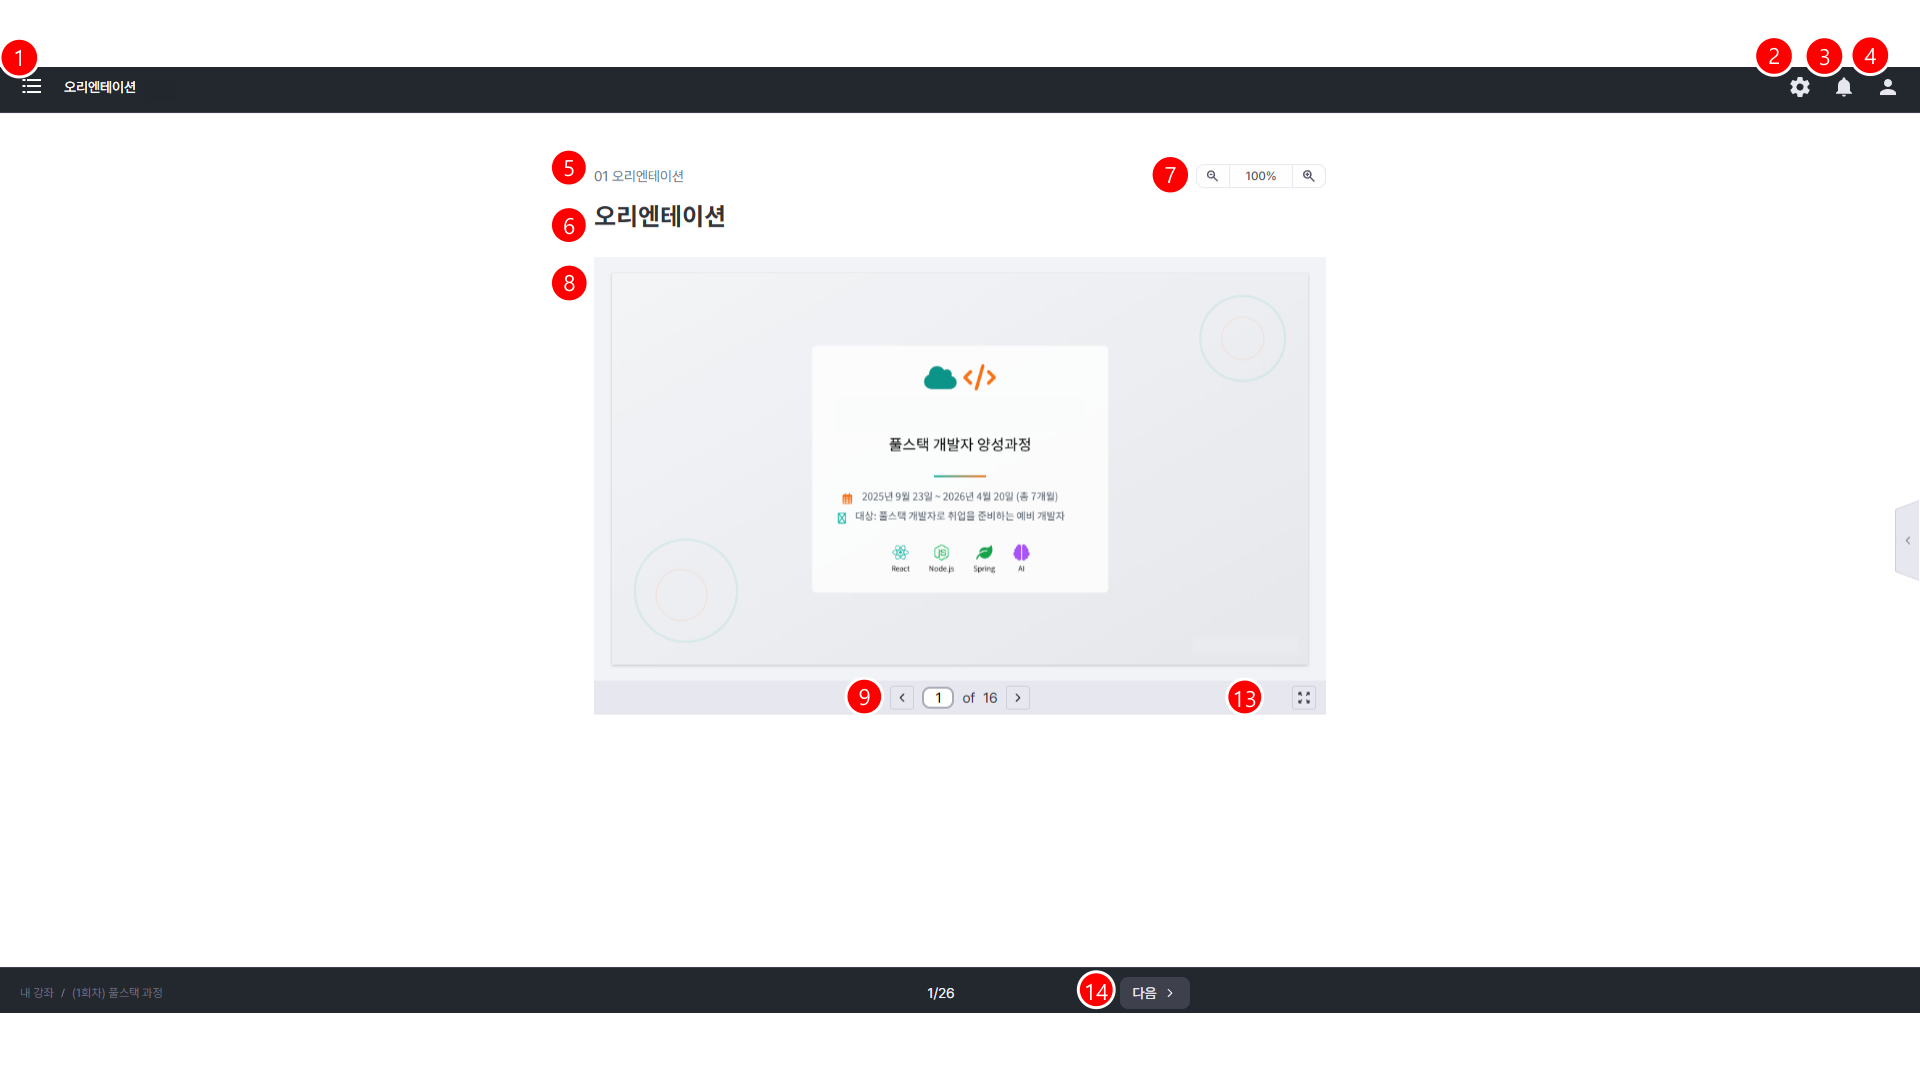 1
2
3
4
오리엔테이션
5
01 오리엔테이션
7
100%
6
오리엔테이션
8
풀스택 개발자 양성과정
2025년 9월 23일 ~ 2026년 4월 20일 (총 7개월)
대상: 풀스택 개발자로 취업을 준비하는 예비 개발자
React
Node.js
Spring
AI
9
1 of 16
13
내 강좌 / (1회차) 풀스택 과정
1/26
14
다음